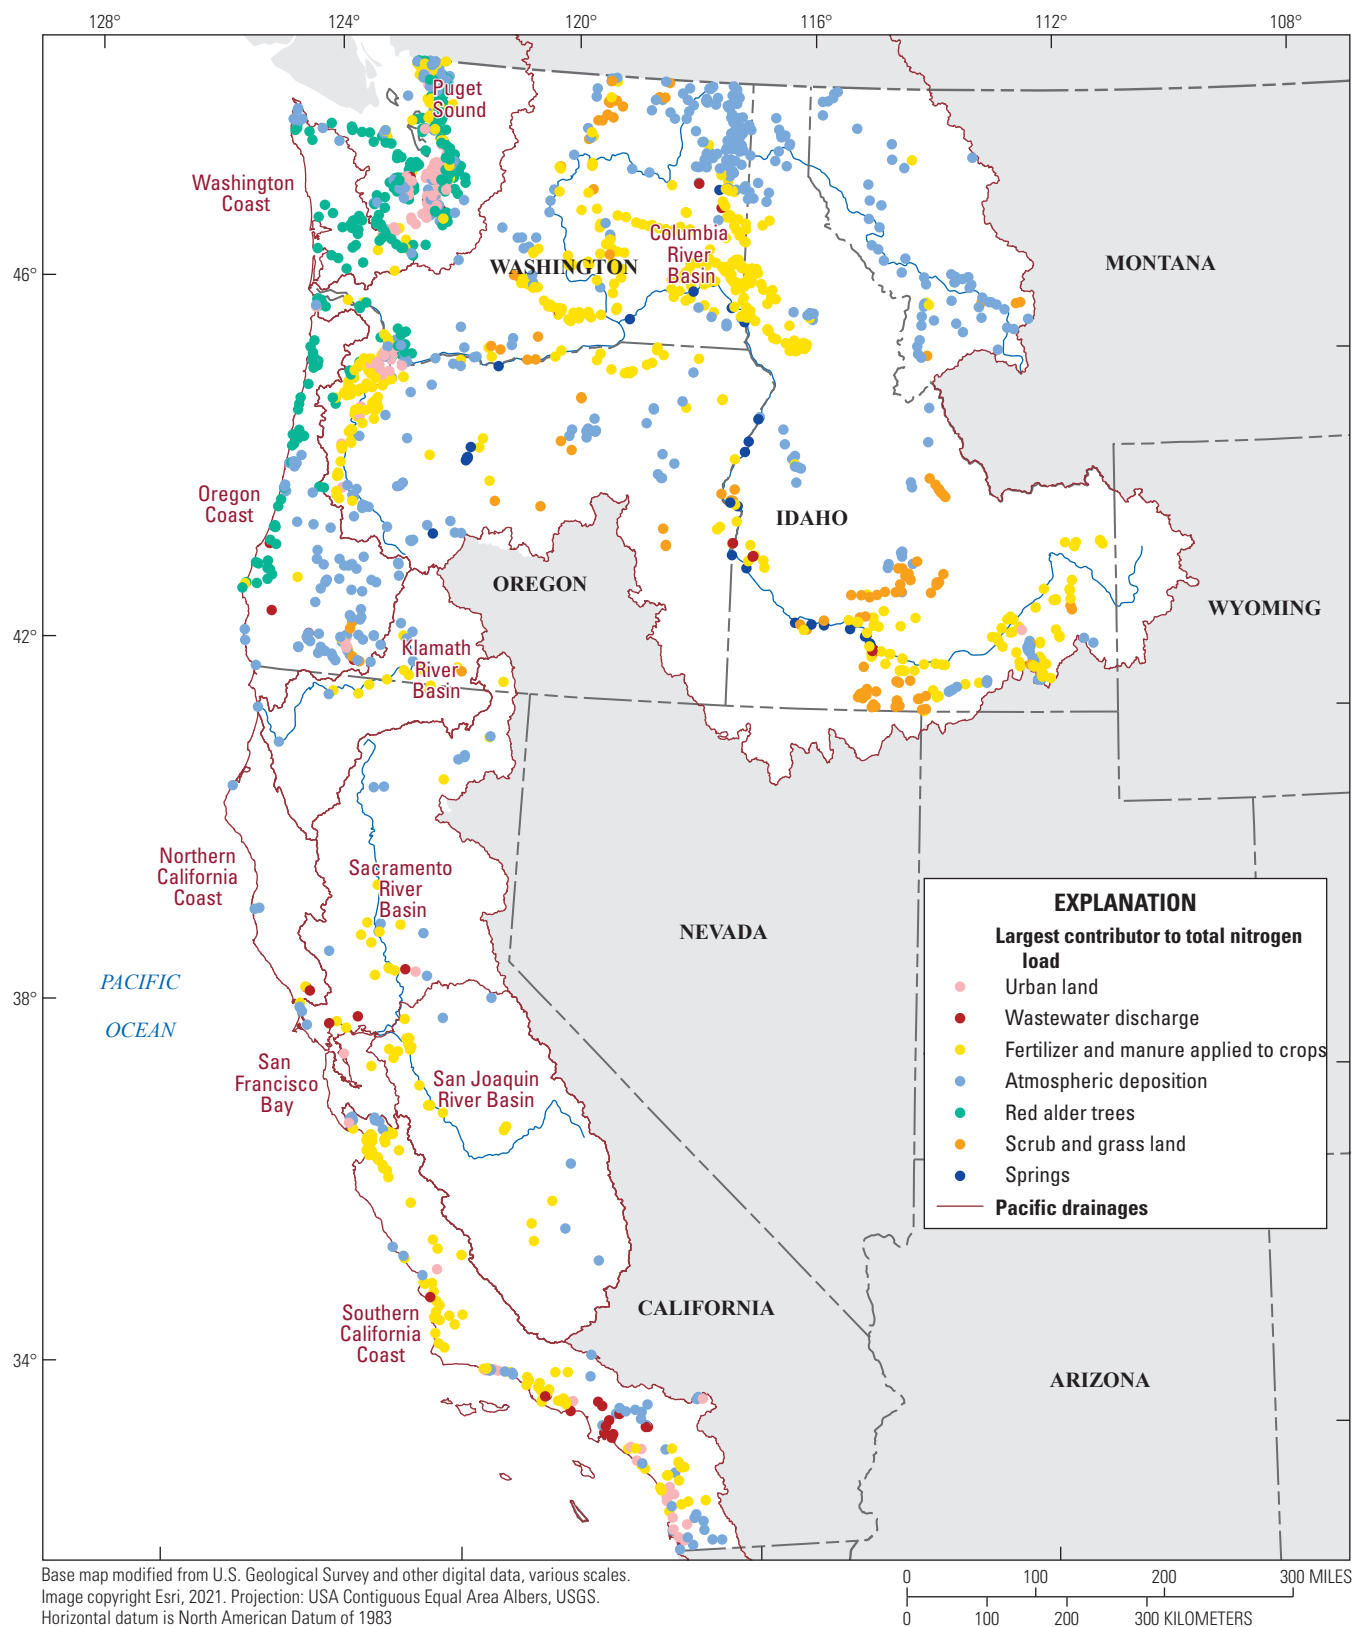 128°
124°
120°
116°
112°
108°
Puget
Sound
Washington
Coast
Columbia
River
Basin
WASHINGTON
MONTANA
46°
Oregon
Coast
IDAHO
OREGON
WYOMING
42°
Klamath
River
Basin
Northern
California
Coast
Sacramento
River
Basin
NEVADA
PACIFIC
OCEAN
38°
San
Francisco
Bay
San Joaquin
River Basin
EXPLANATION
Largest contributor to total nitrogen
load
Urban land
Wastewater discharge
Fertilizer and manure applied to crops
Atmospheric deposition
Red alder trees
Scrub and grass land
Springs
Pacific drainages
CALIFORNIA
Southern
California
Coast
34°
ARIZONA
Base map modified from U.S. Geological Survey and other digital data, various scales.
Image copyright Esri, 2021. Projection: USA Contiguous Equal Area Albers, USGS.
Horizontal datum is North American Datum of 1983
0 100 200 300 MILES
0 100 200 300 KILOMETERS